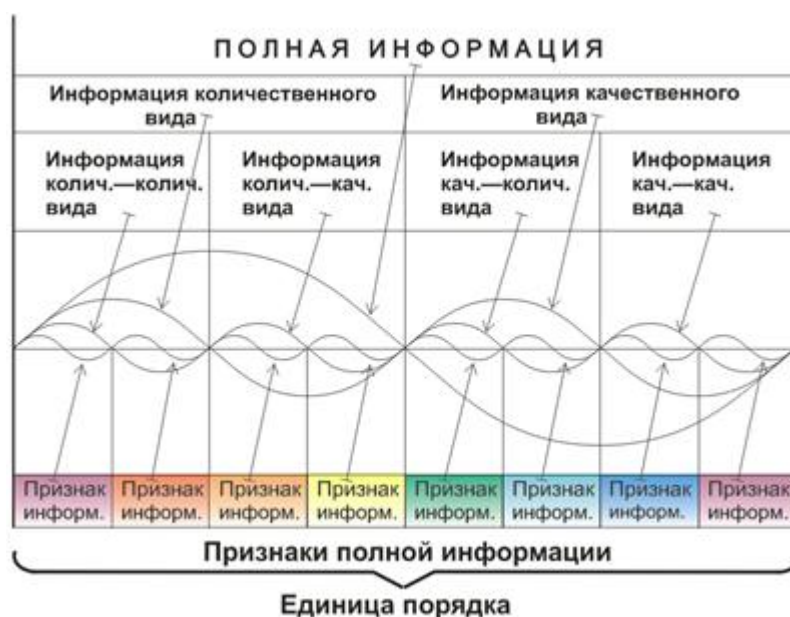 ПОЛНАЯ ИНФОРМАЦИЯ
Информация количественного
вида
Информация качественного
вида
Информация
колич.—колич.
вида
Информация
колич.—кач.
вида
Информация
кач.—колич.
вида
Информация
кач.—кач.
вида
Признак
информ.
Признак
информ.
Признак
информ.
Признак
информ.
Признак
информ.
Признак
информ.
Признак
информ.
Признак
информ.
Признаки полной информации
Единица порядка